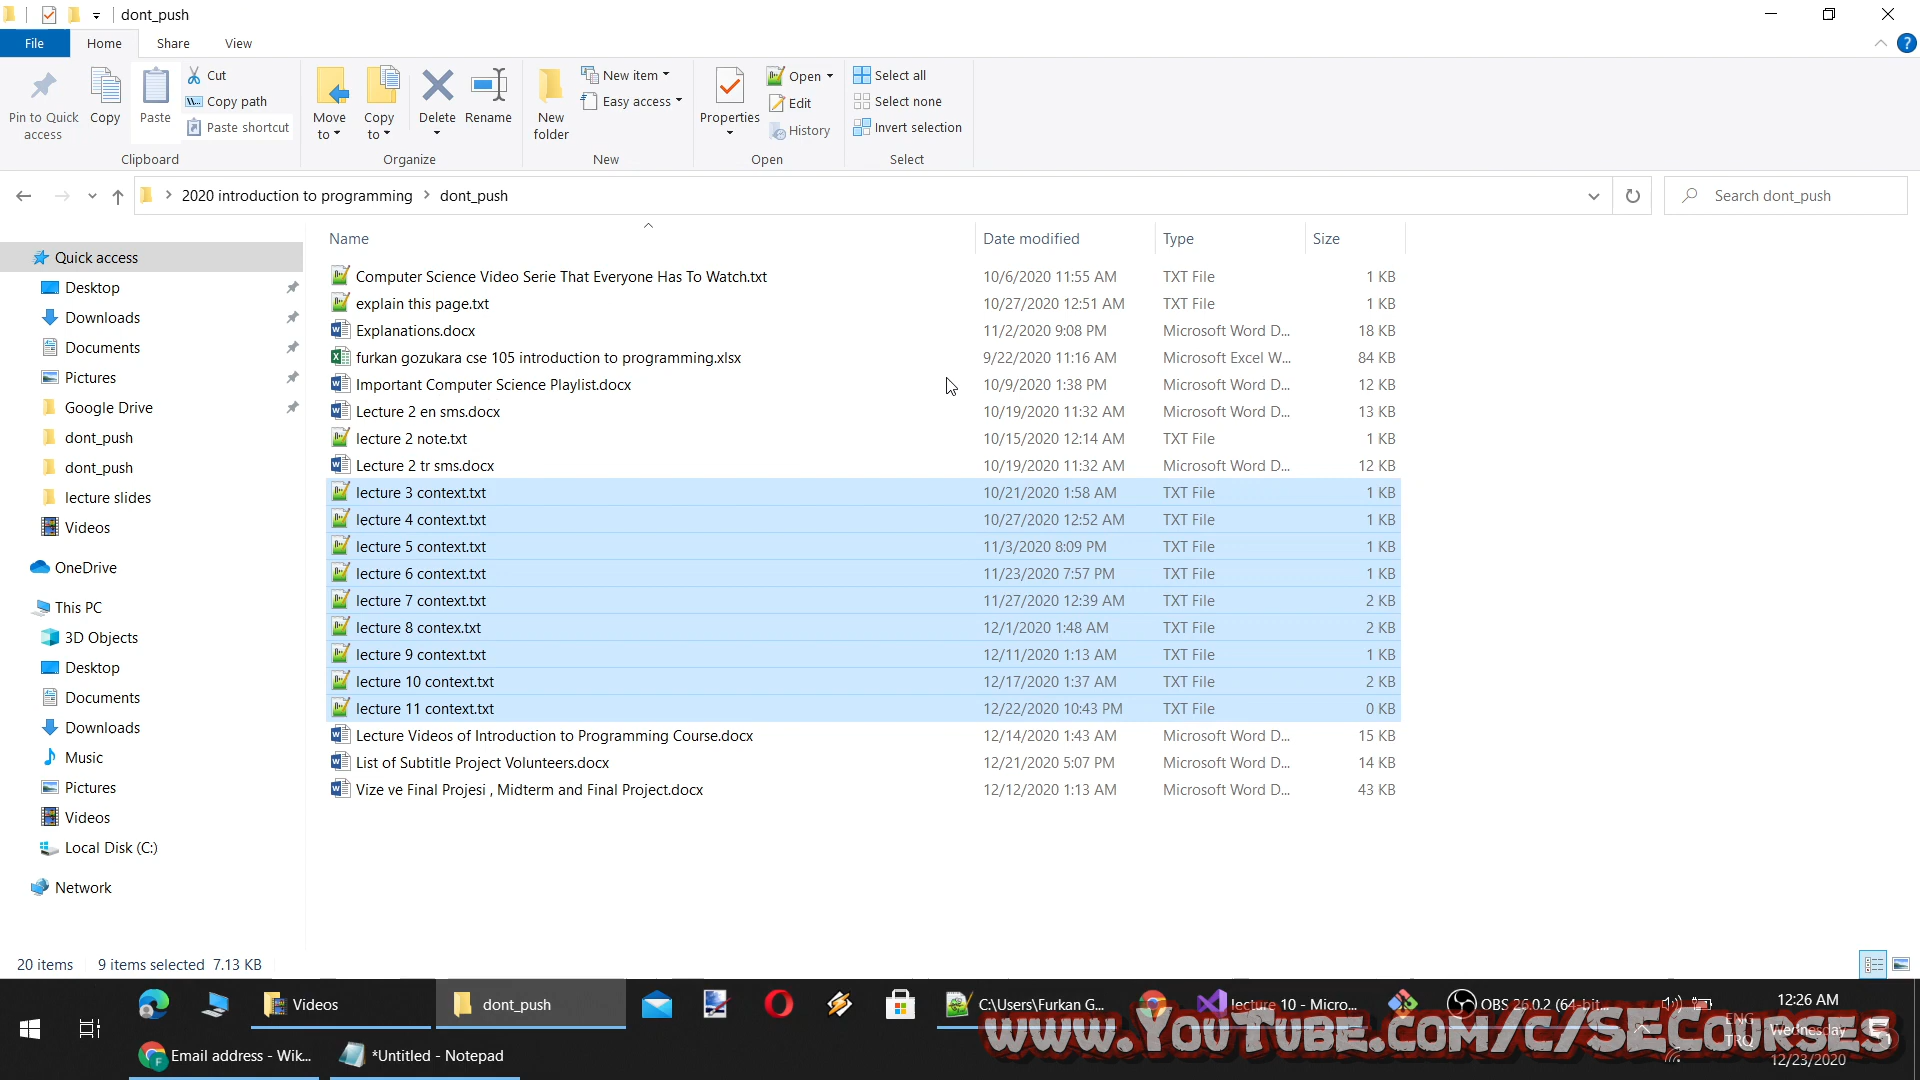 dont_push
File Home Share View
Pin to Quick access
Copy
Paste
Cut
Copy path
Paste shortcut
Clipboard
Move to
Copy to
Delete
Rename
Organize
New folder
New item
Easy access
New
Properties
Open
Edit
History
Open
Select all
Select none
Invert selection
Select
2020 introduction to programming dont_push
Search dont_push
Name Date modified Type Size
Quick access
Desktop
Downloads
Documents
Pictures
Google Drive
dont_push
dont_push
lecture slides
Videos
OneDrive
This PC
3D Objects
Desktop
Documents
Downloads
Music
Pictures
Videos
Local Disk (C:)
Network
Computer Science Video Serie That Everyone Has To Watch.txt 10/6/2020 11:55 AM TXT File 1 KB
explain this page.txt 10/27/2020 12:51 AM TXT File 1 KB
Explanations.docx 11/2/2020 9:08 PM Microsoft Word D... 18 KB
furkan gozukara cse 105 introduction to programming.xlsx 9/22/2020 11:16 AM Microsoft Excel W... 84 KB
Important Computer Science Playlist.docx 10/9/2020 1:38 PM Microsoft Word D... 12 KB
Lecture 2 en sms.docx 10/19/2020 11:32 AM Microsoft Word D... 13 KB
lecture 2 note.txt 10/15/2020 12:14 AM TXT File 1 KB
Lecture 2 tr sms.docx 10/19/2020 11:32 AM Microsoft Word D... 12 KB
lecture 3 context.txt 10/21/2020 1:58 AM TXT File 1 KB
lecture 4 context.txt 10/27/2020 12:52 AM TXT File 1 KB
lecture 5 context.txt 11/3/2020 8:09 PM TXT File 1 KB
lecture 6 context.txt 11/23/2020 7:57 PM TXT File 1 KB
lecture 7 context.txt 11/27/2020 12:39 AM TXT File 2 KB
lecture 8 contex.txt 12/1/2020 1:48 AM TXT File 2 KB
lecture 9 context.txt 12/11/2020 1:13 AM TXT File 1 KB
lecture 10 context.txt 12/17/2020 1:37 AM TXT File 2 KB
lecture 11 context.txt 12/22/2020 10:43 PM TXT File 0 KB
Lecture Videos of Introduction to Programming Course.docx 12/14/2020 1:43 AM Microsoft Word D... 15 KB
List of Subtitle Project Volunteers.docx 12/21/2020 5:07 PM Microsoft Word D... 14 KB
Vize ve Final Projesi , Midterm and Final Project.docx 12/12/2020 1:13 AM Microsoft Word D... 43 KB
20 items 9 items selected 7.13 KB
Videos dont_push C:\Users\Furkan G... lecture 10 - Micro... OBS 26.0.2 (64-bit... 12:26 AM
ENG Wednesday
TRQ 12/23/2020
www.YouTube.com/c/SECourses
Email address - Wik... *Untitled - Notepad